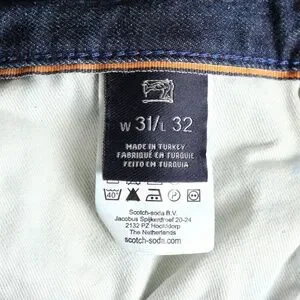 W 31/L 32
MADE IN TURKEY
FABRIQUÉ EN TURQUIE
FEITO EM TURQUIA
40°
Scotch-soda B.V.
Jacobus Spijkerdreef 20-24
2132 PZ Hoofddorp
The Netherlands
scotch-soda.com